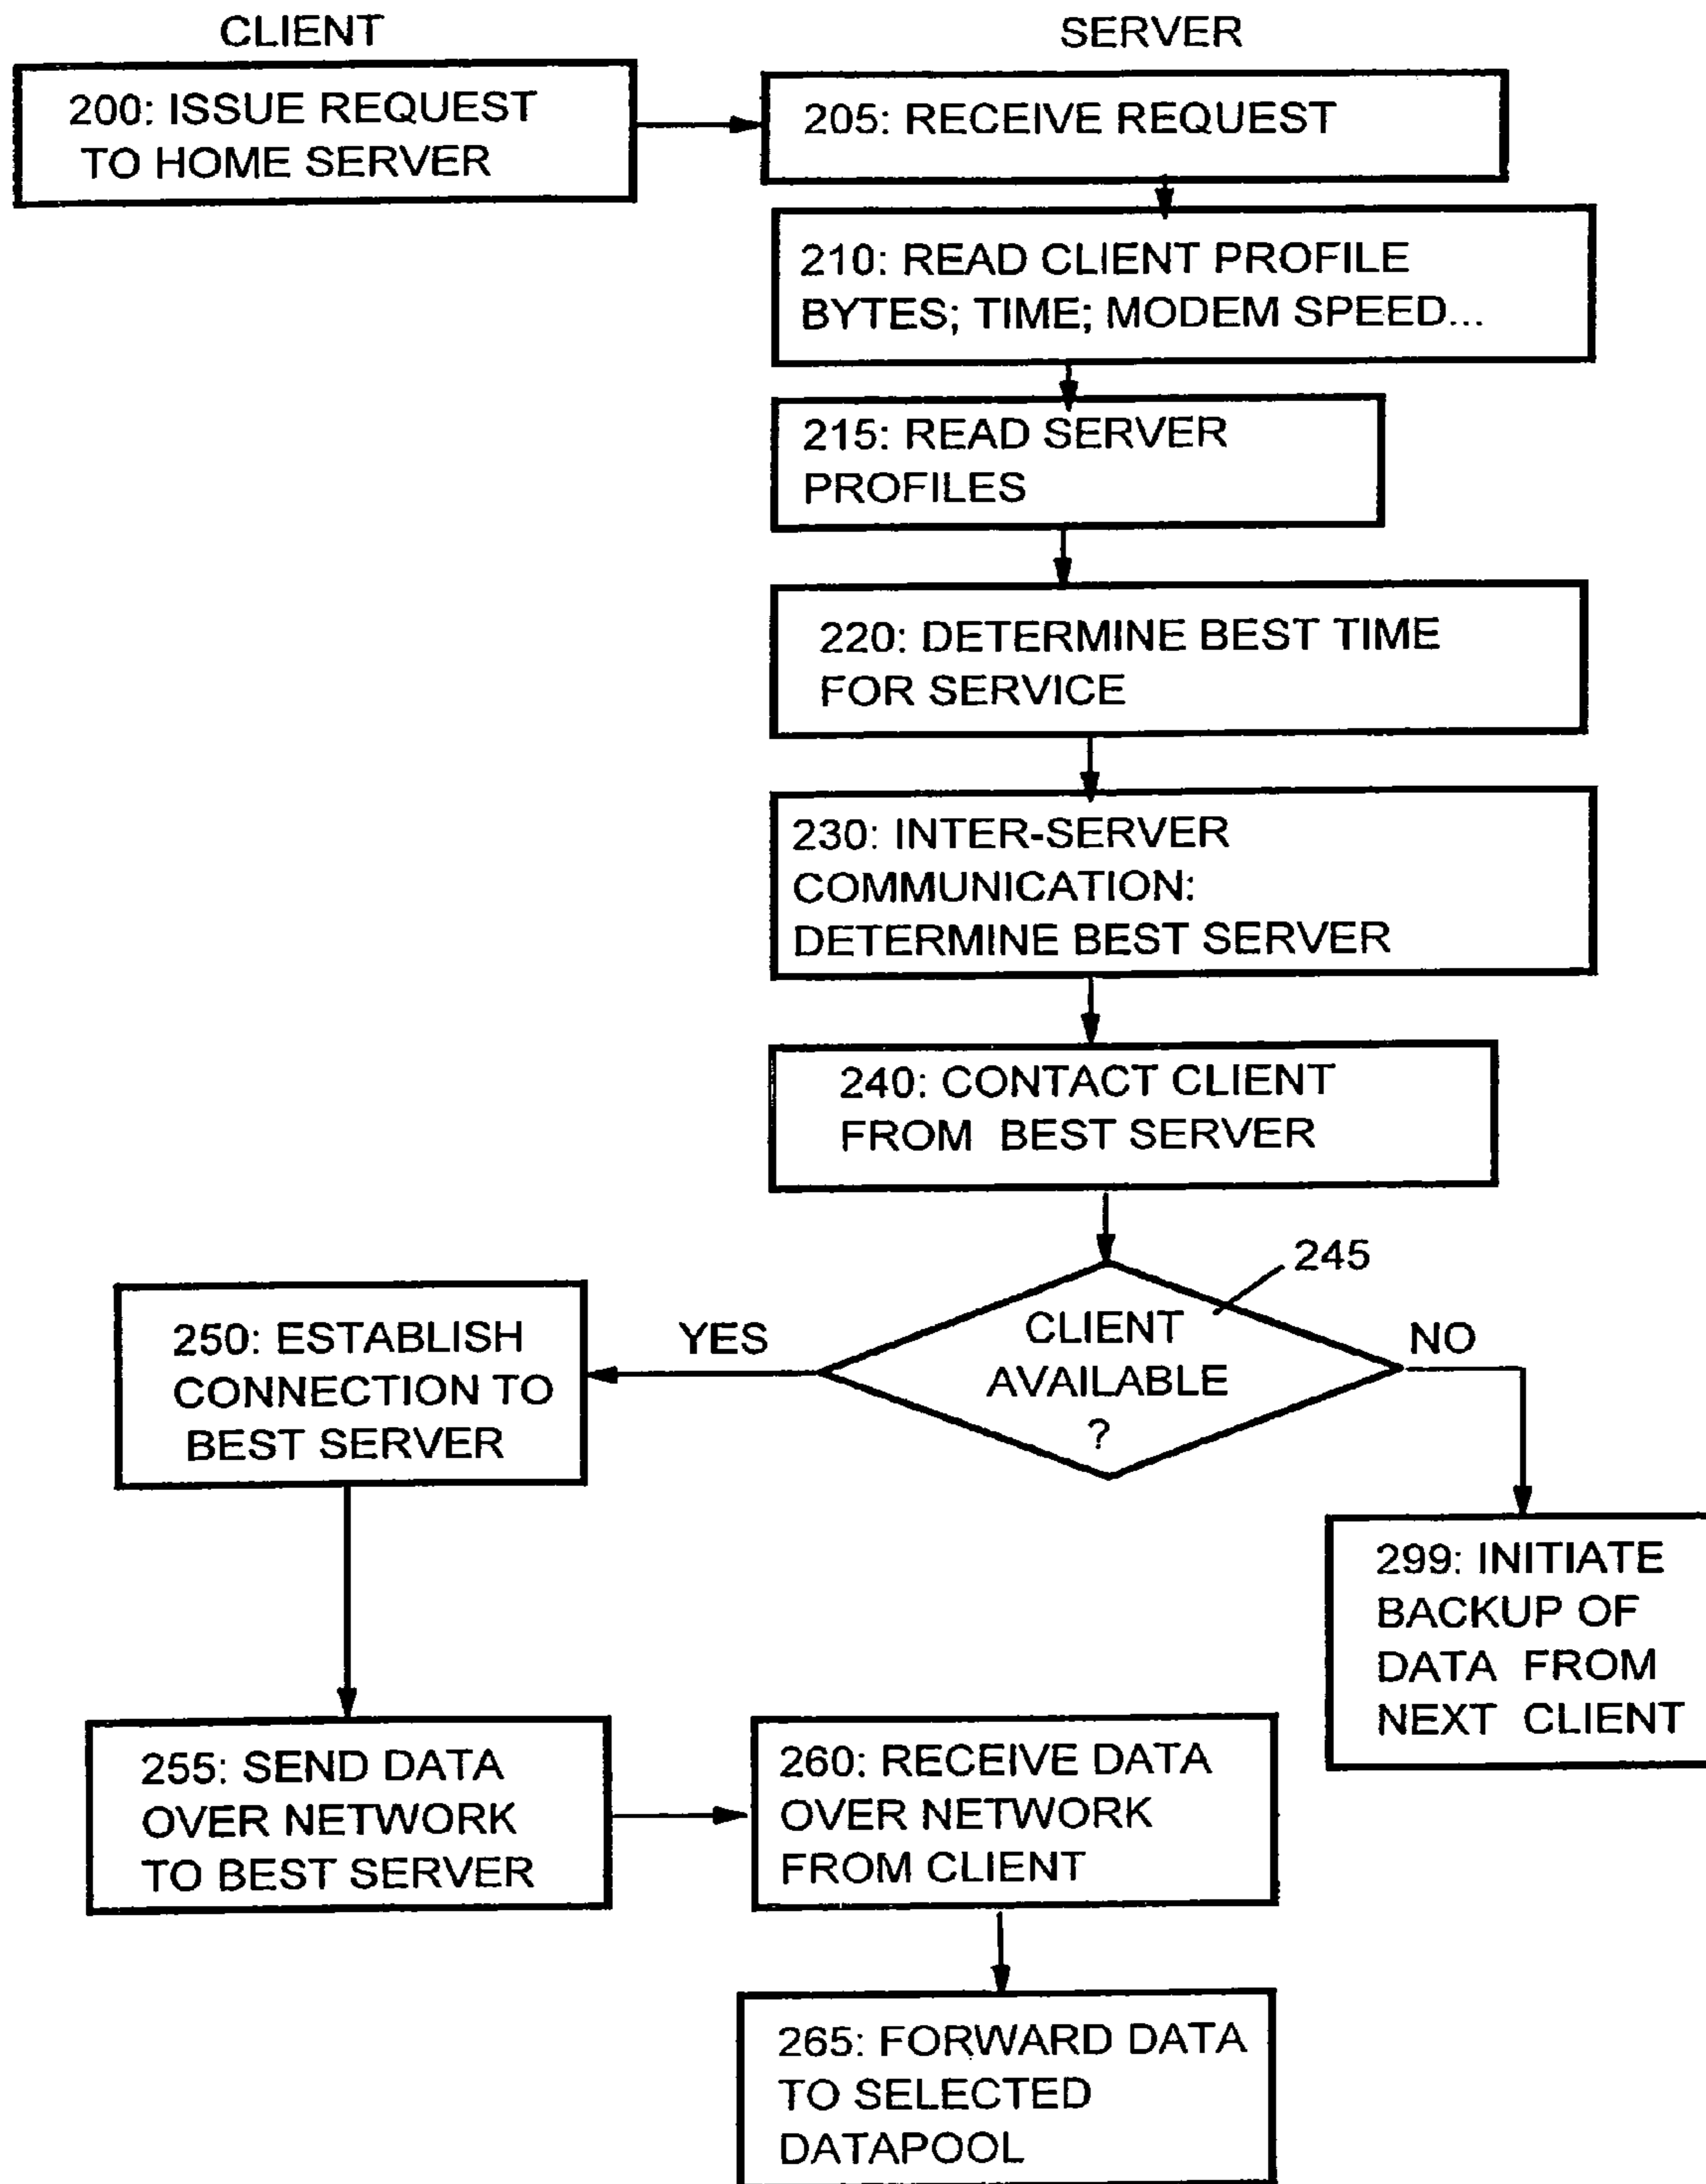 CLIENT
SERVER
200: ISSUE REQUEST
TO HOME SERVER
205: RECEIVE REQUEST
210: READ CLIENT PROFILE
BYTES; TIME; MODEM SPEED...
215: READ SERVER
PROFILES
220: DETERMINE BEST TIME
FOR SERVICE
230: INTER-SERVER
COMMUNICATION:
DETERMINE BEST SERVER
240: CONTACT CLIENT
FROM BEST SERVER
245
CLIENT
AVAILABLE
?
YES
NO
250: ESTABLISH
CONNECTION TO
BEST SERVER
299: INITIATE
BACKUP OF
DATA FROM
NEXT CLIENT
255: SEND DATA
OVER NETWORK
TO BEST SERVER
260: RECEIVE DATA
OVER NETWORK
FROM CLIENT
265: FORWARD DATA
TO SELECTED
DATAPOOL